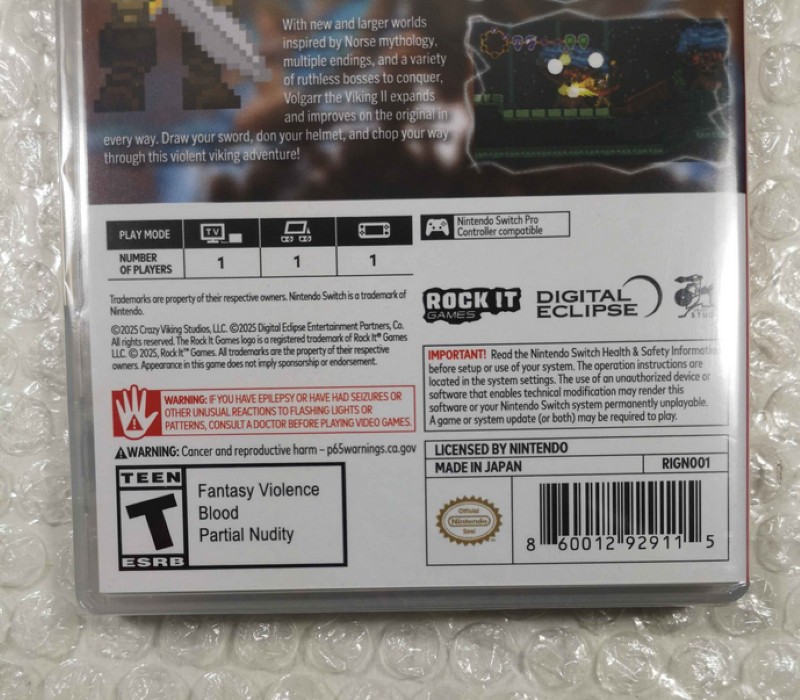 With new and larger worlds
inspired by Norse mythology,
multiple endings, and a variety
of ruthless bosses to conquer,
Volgarr the Viking II expands
and improves on the original in
every way. Draw your sword, don your helmet, and chop your way
through this violent viking adventure!
PLAY MODE
TV
NUMBER
OF PLAYERS
1
1
1
Nintendo Switch Pro
Controller compatible
Trademarks are property of their respective owners. Nintendo Switch is a trademark of
Nintendo.
©2025 Crazy Viking Studios, LLC. ©2025 Digital Eclipse Entertainment Partners, Co.
All rights reserved. The Rock It Games logo is a registered trademark of Rock It® Games
LLC. © 2025, Rock It™ Games. All trademarks are the property of their respective
owners. Appearance in this game does not imply sponsorship or endorsement.
ROCK IT
GAMES
DIGITAL
ECLIPSE
WARNING: IF YOU HAVE EPILEPSY OR HAVE HAD SEIZURES OR
OTHER UNUSUAL REACTIONS TO FLASHING LIGHTS OR
PATTERNS, CONSULT A DOCTOR BEFORE PLAYING VIDEO GAMES.
IMPORTANT! Read the Nintendo Switch Health & Safety Information
before setup or use of your system. The operation instructions are
located in the system settings. The use of an unauthorized device or
software that enables technical modification may render this
software or your Nintendo Switch system permanently unplayable.
A game or system update (or both) may be required to play.
WARNING: Cancer and reproductive harm – p65warnings.ca.gov
TEEN
T
ESRB
Fantasy Violence
Blood
Partial Nudity
LICENSED BY NINTENDO
MADE IN JAPAN
RIGN001
Official
Nintendo
Seal
8 60012 92911 5